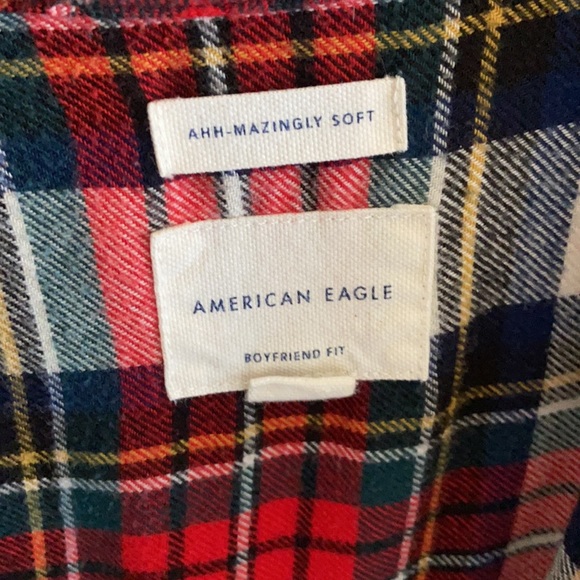 AHH-MAZINGLY SOFT
AMERICAN EAGLE
BOYFRIEND FIT